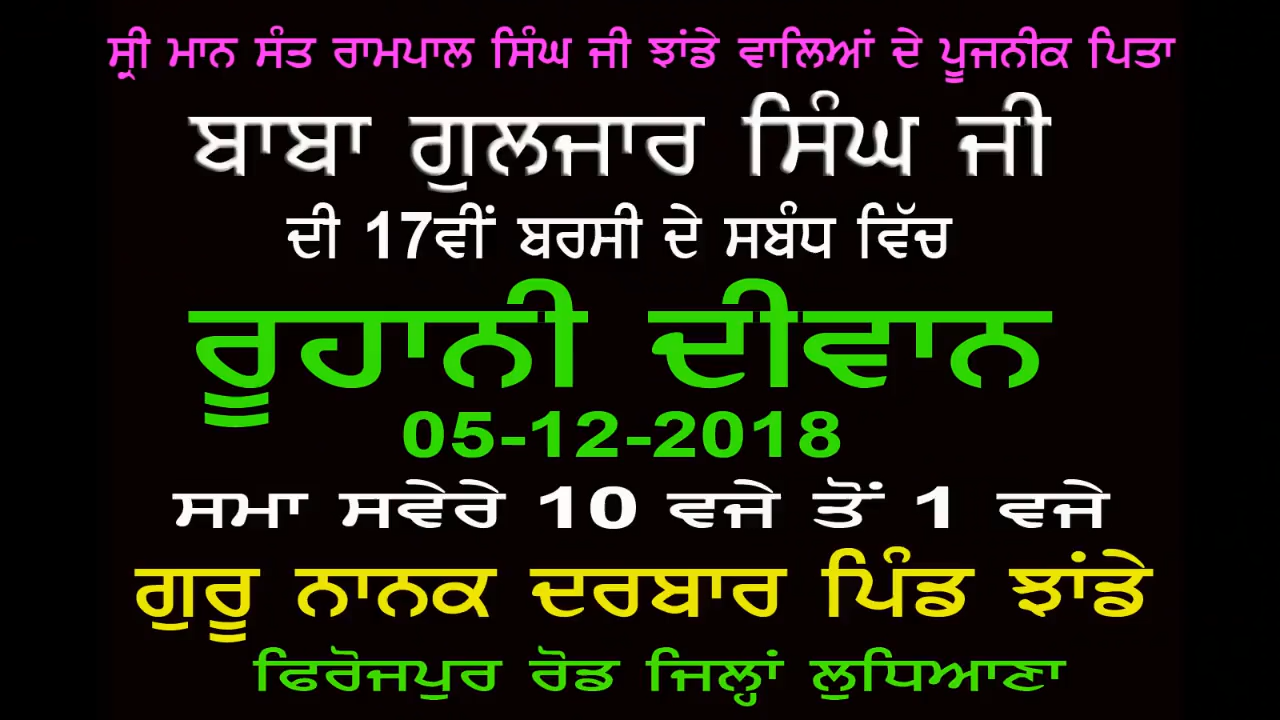 ਸ੍ਰੀ ਮਾਨ ਸੰਤ ਰਾਮਪਾਲ ਸਿੰਘ ਜੀ ਝਾਂਡੇ ਵਾਲਿਆਂ ਦੇ ਪੂਜਨੀਕ ਪਿਤਾ
ਬਾਬਾ ਗੁਲਜਾਰ ਸਿੰਘ ਜੀ
ਦੀ 17ਵੀਂ ਬਰਸੀ ਦੇ ਸਬੰਧ ਵਿੱਚ
ਰੂਹਾਨੀ ਦੀਵਾਨ
05-12-2018
ਸਮਾ ਸਵੇਰੇ 10 ਵਜੇ ਤੋਂ 1 ਵਜੇ
ਗੁਰੂ ਨਾਨਕ ਦਰਬਾਰ ਪਿੰਡ ਝਾਂਡੇ
ਫਿਰੋਜਪੁਰ ਰੋਡ ਜਿਲ੍ਹਾਂ ਲੁਧਿਆਣਾ